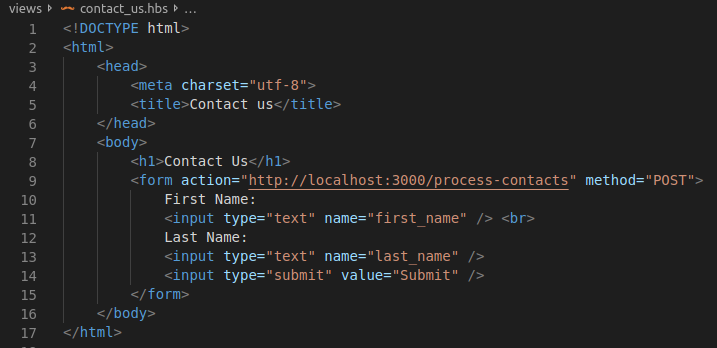 views > contact_us.hbs > ...
1 <!DOCTYPE html>
2 <html>
3 <head>
4 <meta charset="utf-8">
5 <title>Contact us</title>
6 </head>
7 <body>
8 <h1>Contact Us</h1>
9 <form action="http://localhost:3000/process-contacts" method="POST">
10 First Name:
11 <input type="text" name="first_name" /> <br>
12 Last Name:
13 <input type="text" name="last_name" />
14 <input type="submit" value="Submit" />
15 </form>
16 </body>
17 </html>